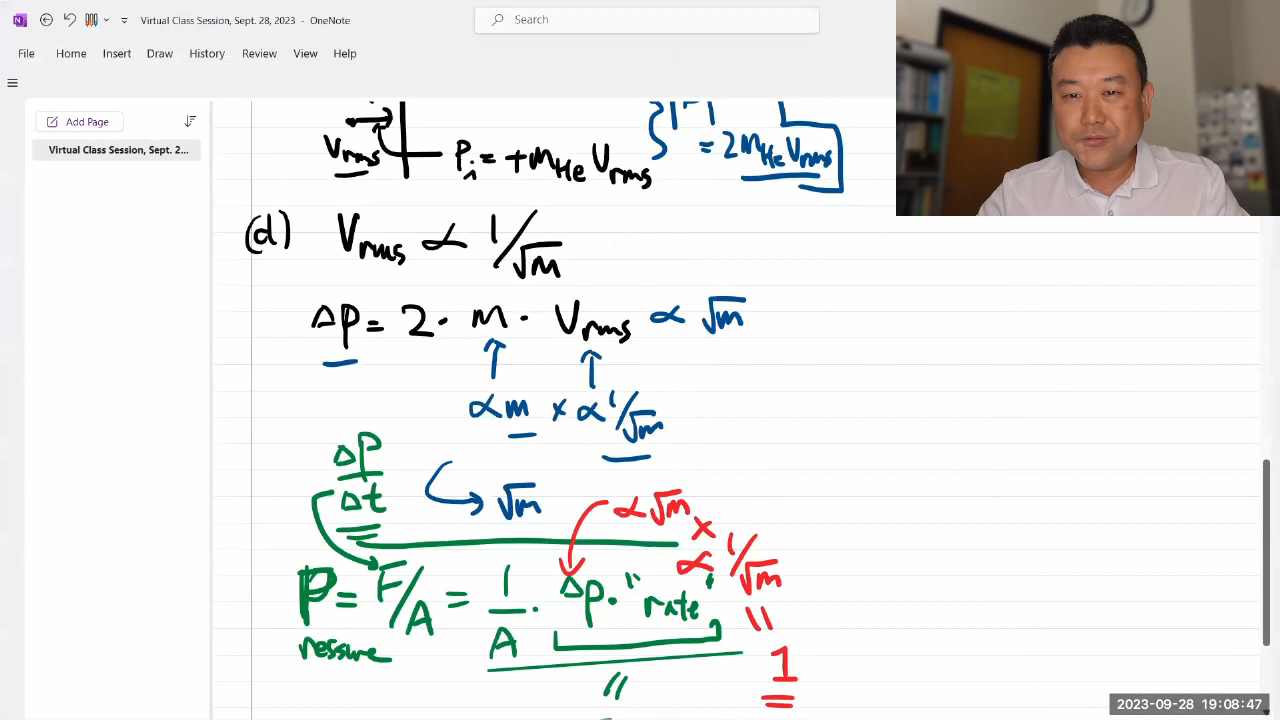 Virtual Class Session, Sept. 28, 2023 - OneNote
Search
File Home Insert Draw History Review View Help
Add Page
Virtual Class Session, Sept. 2...
Vrms Pi = +mHe Vrms
= 2mHe Vrms
(d) Vrms ∝ 1/√m
Δp = 2 · m · Vrms ∝ √m
∝ m × ∝ 1/√m
Δp
Δt
√m
∝ √m
×
∝ 1/√m
P = F/A = 1/A · Δp · "rate"
ressure
"
"
1
2023-09-28 19:08:47